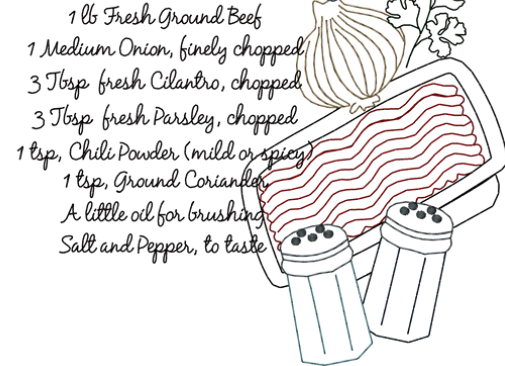 1 lb Fresh Ground Beef
1 Medium Onion, finely chopped
3 Tbsp fresh Cilantro, chopped
3 Tbsp fresh Parsley, chopped
1 tsp, Chili Powder (mild or spicy)
1 tsp, Ground Coriander
A little oil for brushing
Salt and Pepper, to taste